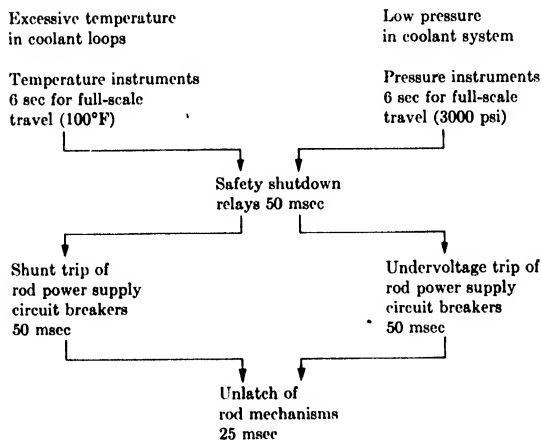 Excessive temperature
in coolant loops
Low pressure
in coolant system
Temperature instruments
6 sec for full-scale
travel (100°F)
Pressure instruments
6 sec for full-scale
travel (3000 psi)
Safety shutdown
relays 50 msec
Shunt trip of
rod power supply
circuit breakers
50 msec
Undervoltage trip of
rod power supply
circuit breakers
50 msec
Unlatch of
rod mechanisms
25 msec